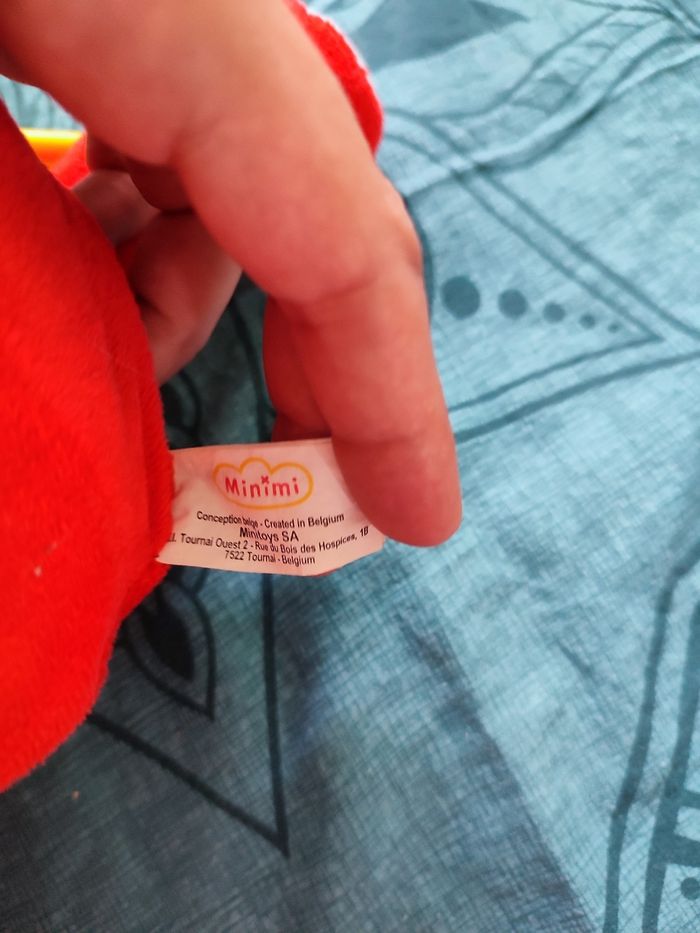 Minimi
Conception belge - Created in Belgium
Minitoys SA
Tournai Ouest 2 - Rue du Bois des Hospices, 1B
7522 Tournai - Belgium